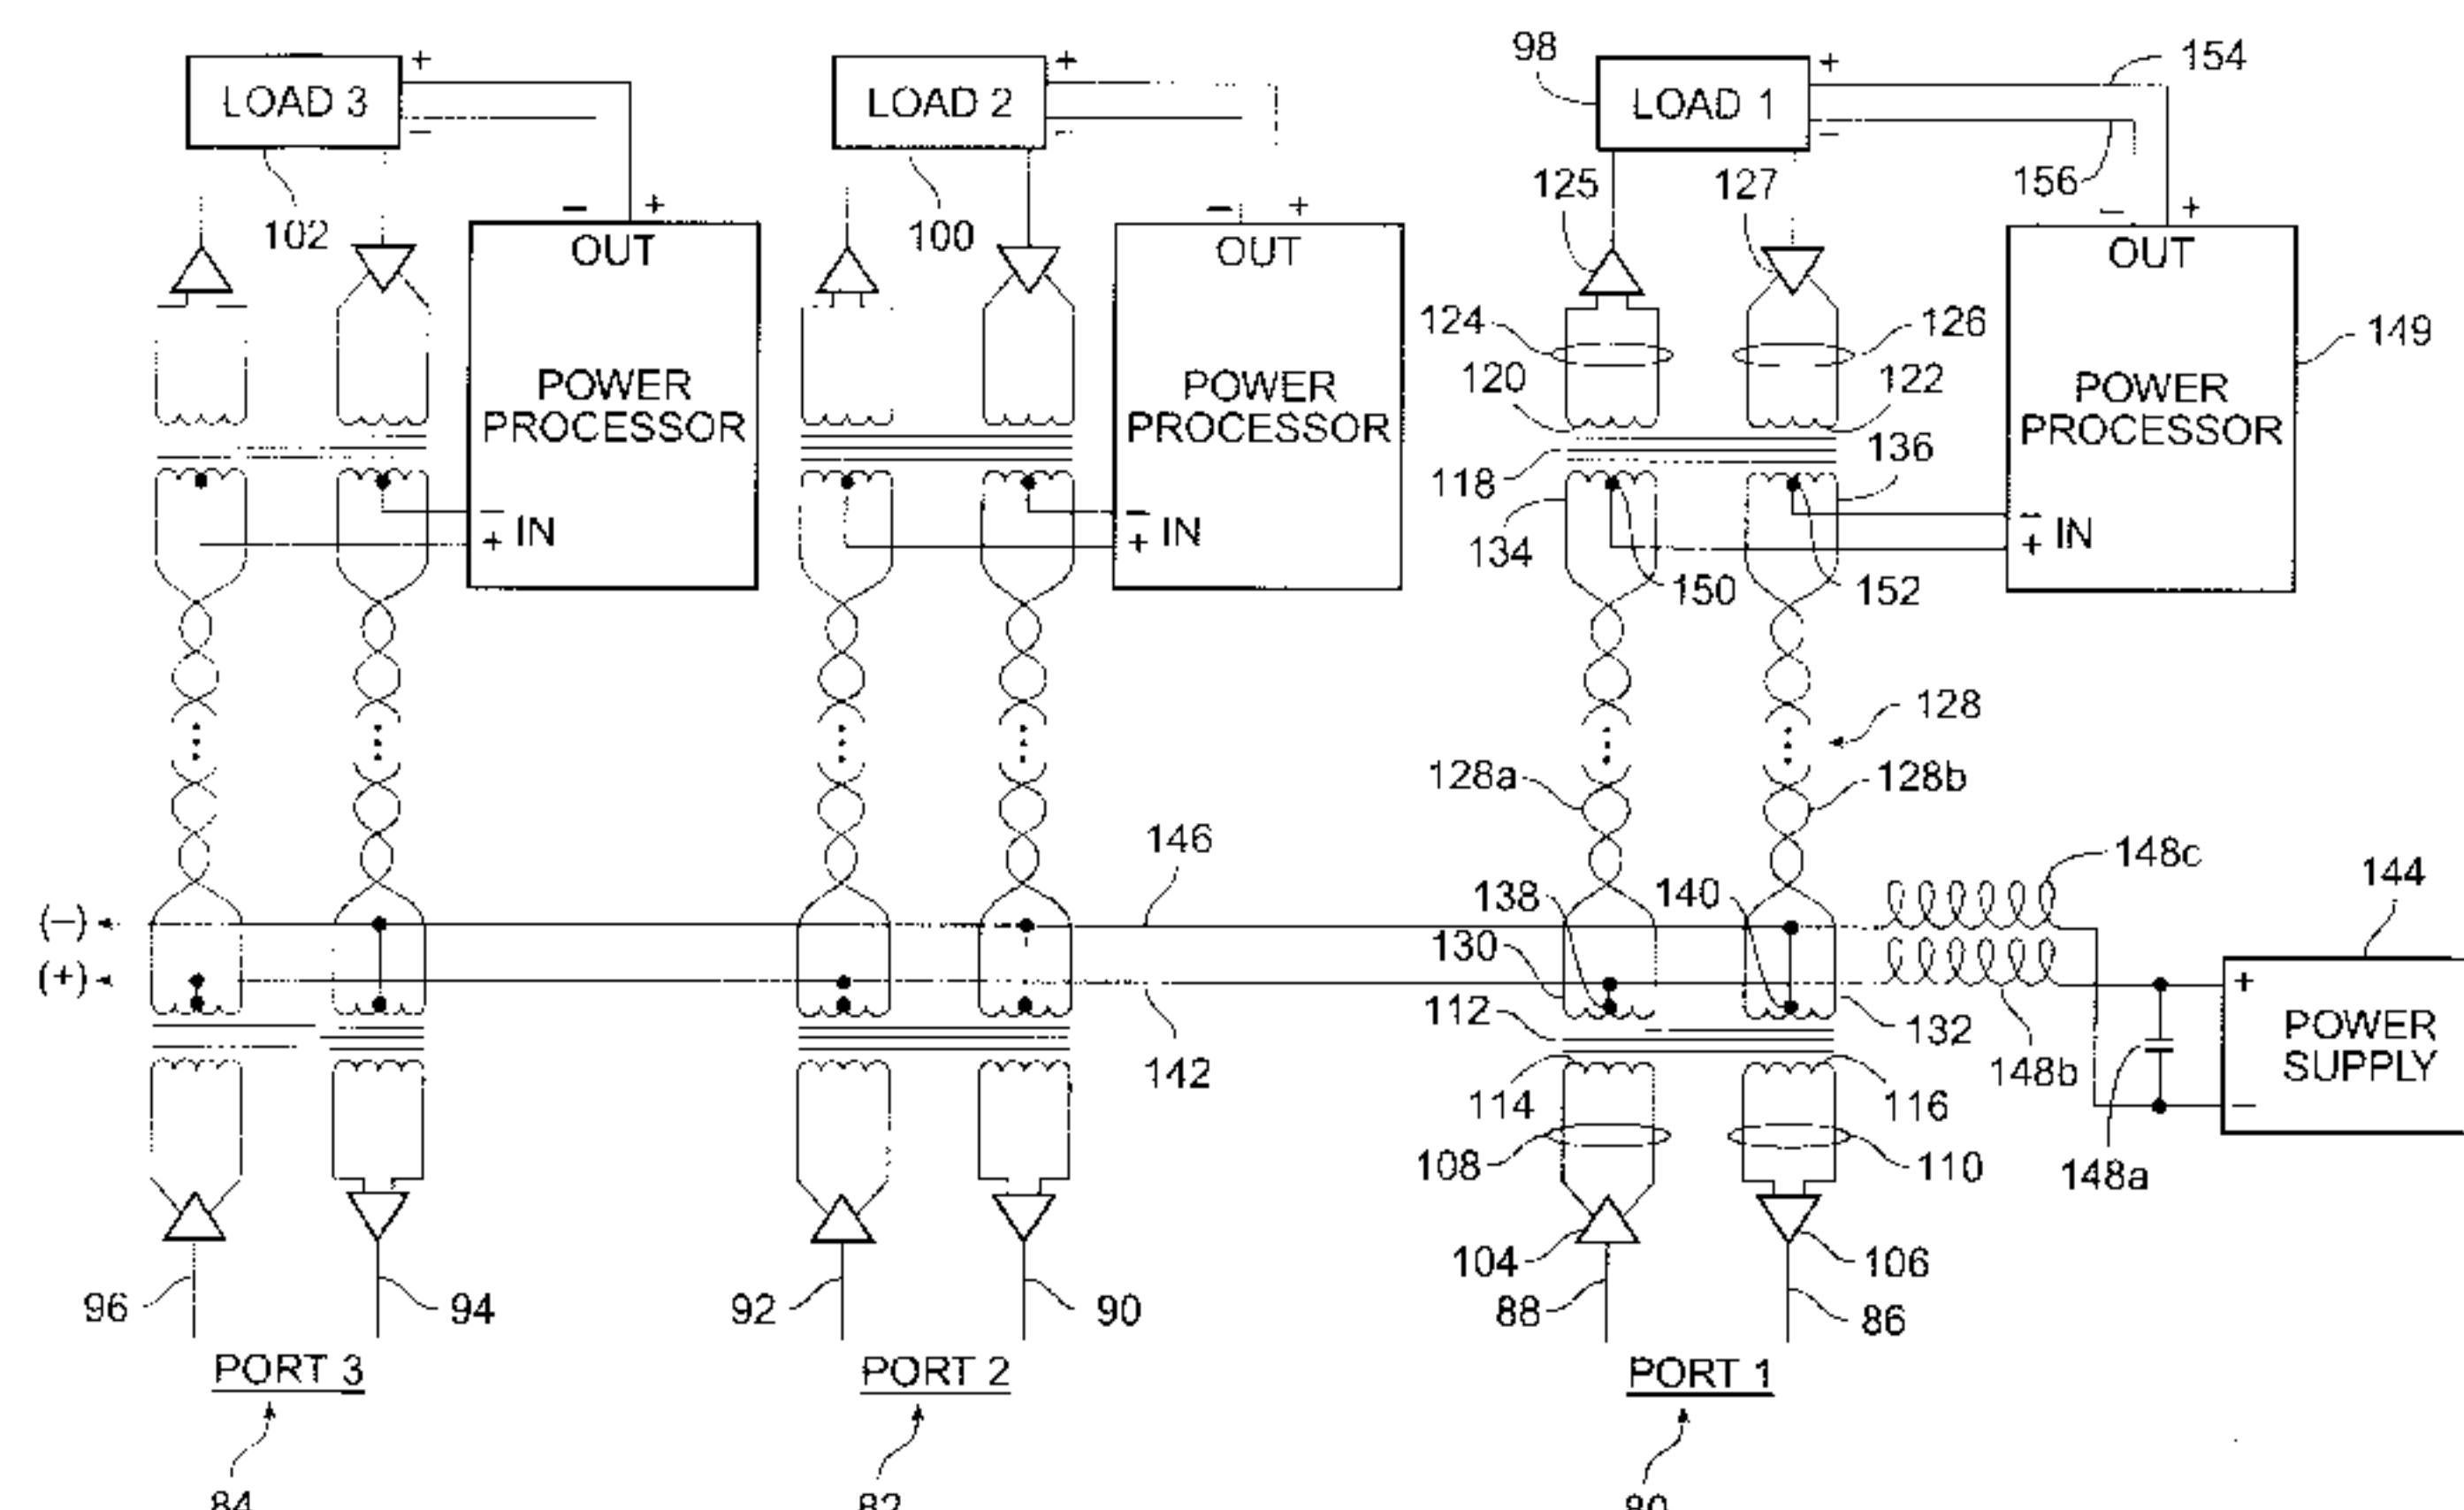 + + 98 + 154
LOAD 3 LOAD 2 LOAD 1
− − −
125 127 156
− + − + − +
102 100
OUT OUT OUT
124 126 149
120 122
POWER PROCESSOR POWER PROCESSOR POWER PROCESSOR
136
118
− − −
+ IN + IN + IN
134
150 152
128
128a 128b
146 148c
138 140 144
(−)
130
(+)
+
112 132 POWER
142 148b SUPPLY
114 116 −
108 110 148a
104 106
96 94 92 90 88 86
PORT 3 PORT 2 PORT 1
84 82 80